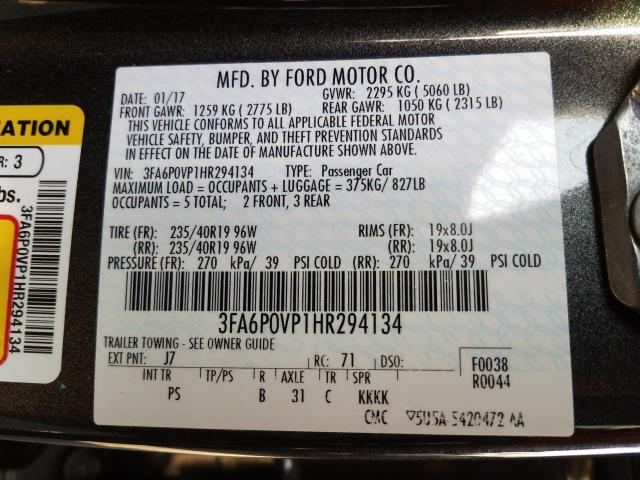 MFD. BY FORD MOTOR CO.
DATE: 01/17 GVWR: 2295 KG ( 5060 LB)
FRONT GAWR: 1259 KG ( 2775 LB) REAR GAWR: 1050 KG ( 2315 LB)
THIS VEHICLE CONFORMS TO ALL APPLICABLE FEDERAL MOTOR
VEHICLE SAFETY, BUMPER, AND THEFT PREVENTION STANDARDS
IN EFFECT ON THE DATE OF MANUFACTURE SHOWN ABOVE.
VIN: 3FA6P0VP1HR294134 TYPE: Passenger Car
MAXIMUM LOAD = OCCUPANTS + LUGGAGE = 375KG/ 827LB
OCCUPANTS = 5 TOTAL; 2 FRONT, 3 REAR
TIRE (FR): 235/40R19 96W RIMS (FR): 19x8.0J
(RR): 235/40R19 96W (RR): 19x8.0J
PRESSURE (FR): 270 kPa/ 39 PSI COLD (RR): 270 kPa/ 39 PSI COLD
3FA6P0VP1HR294134
TRAILER TOWING - SEE OWNER GUIDE
EXT PNT: J7 RC: 71 DSO: F0038
R0044
INT TR TP/PS R AXLE TR SPR
PS B 31 C KKKK
CMC 5U5A-5420472-AA
MATION
R: 3
bs.
3FA6P0VP1HR294134